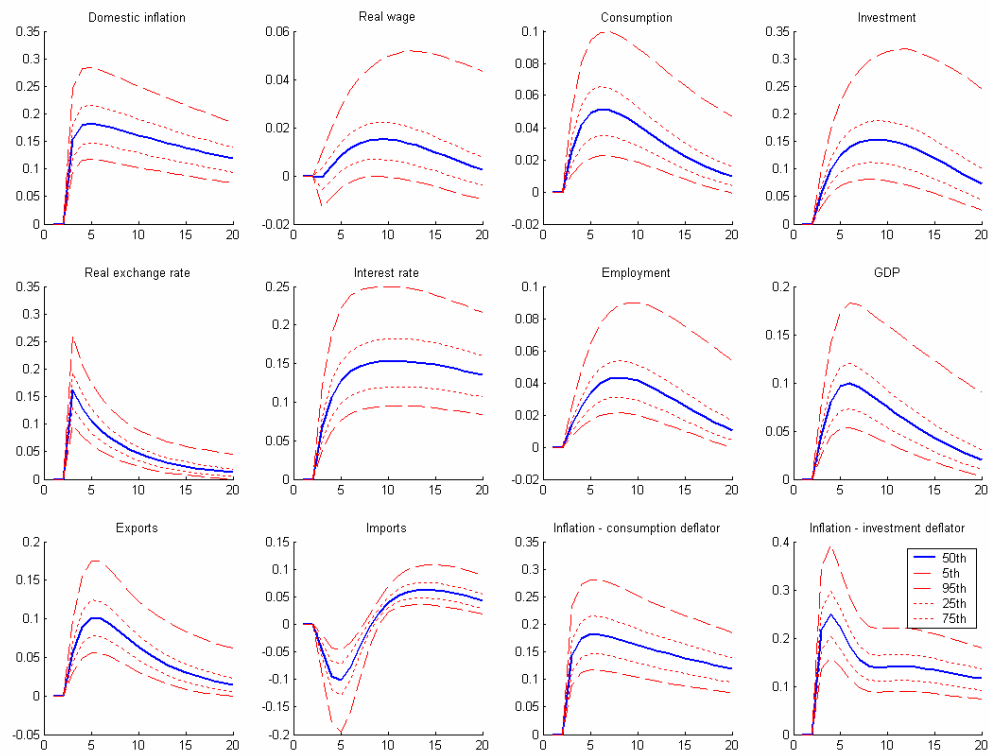 Domestic inflation
0.35
0.3
0.25
0.2
0.15
0.1
0.05
0
0 5 10 15 20
Real wage
0.06
0.04
0.02
0
-0.02
0 5 10 15 20
Consumption
0.1
0.08
0.06
0.04
0.02
0
-0.02
0 5 10 15 20
Investment
0.35
0.3
0.25
0.2
0.15
0.1
0.05
0
0 5 10 15 20
Real exchange rate
0.35
0.3
0.25
0.2
0.15
0.1
0.05
0
0 5 10 15 20
Interest rate
0.25
0.2
0.15
0.1
0.05
0
0 5 10 15 20
Employment
0.1
0.08
0.06
0.04
0.02
0
-0.02
0 5 10 15 20
GDP
0.2
0.15
0.1
0.05
0
0 5 10 15 20
Exports
0.2
0.15
0.1
0.05
0
-0.05
0 5 10 15 20
Imports
0.15
0.1
0.05
0
-0.05
-0.1
-0.15
-0.2
0 5 10 15 20
Inflation - consumption deflator
0.35
0.3
0.25
0.2
0.15
0.1
0.05
0
0 5 10 15 20
Inflation - investment deflator
0.4
0.3
0.2
0.1
0
0 5 10 15 20
50th
5th
95th
25th
75th